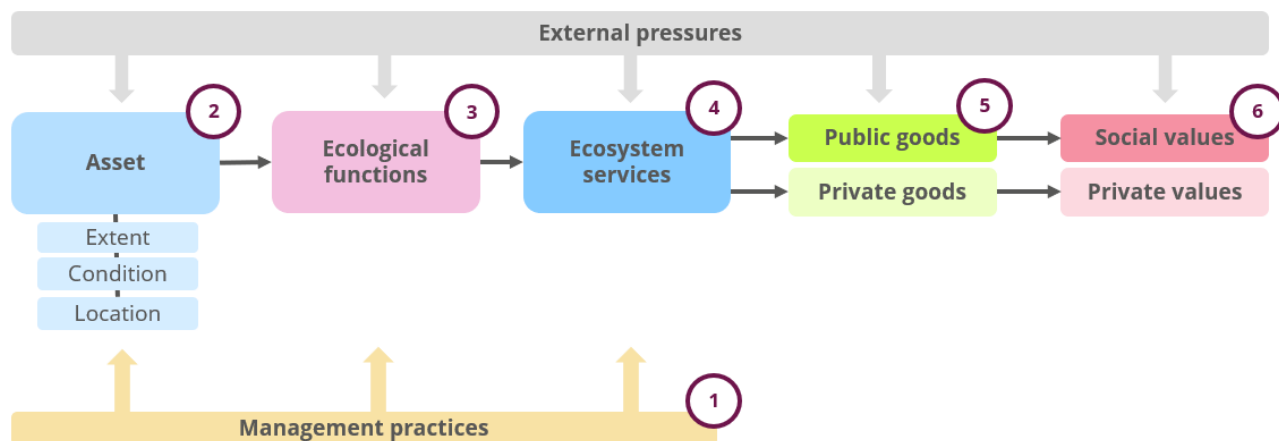 External pressures
2
3
4
5
6
Asset
Ecological
functions
Ecosystem
services
Public goods
Social values
Private goods
Private values
Extent
Condition
Location
1
Management practices